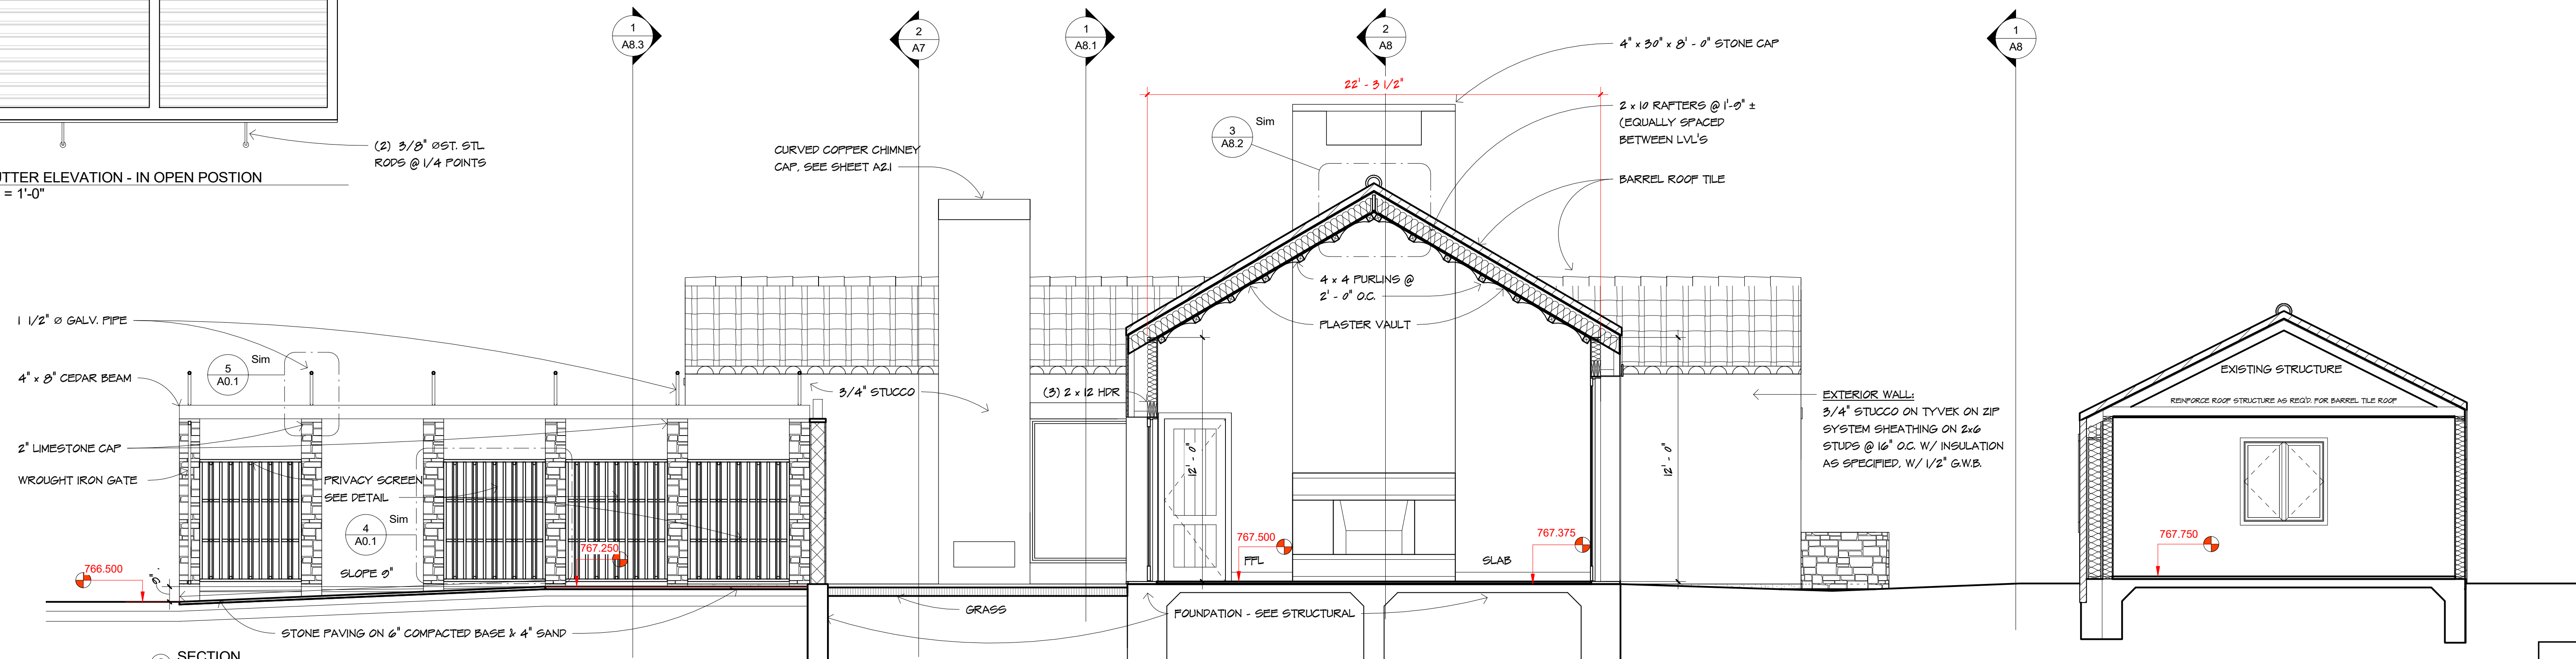 1
A8.3
2
A7
1
A8.1
2
A8
1
A8
4" x 30" x 8' - 0" STONE CAP
22' - 3 1/2"
2 x 10 RAFTERS @ 1'-9" ±
(EQUALLY SPACED
BETWEEN LVL'S
3
A8.2
Sim
(2) 3/8" ØST. STL
RODS @ 1/4 POINTS
CURVED COPPER CHIMNEY
CAP, SEE SHEET A2.1
UTTER ELEVATION - IN OPEN POSTION
= 1'-0"
BARREL ROOF TILE
4 x 4 PURLINS @
2' - 0" O.C.
PLASTER VAULT
1 1/2" Ø GALV. PIPE
5
A0.1
Sim
4" x 8" CEDAR BEAM
3/4" STUCCO
(3) 2 x 12 HDR
EXTERIOR WALL:
3/4" STUCCO ON TYVEK ON ZIP
SYSTEM SHEATHING ON 2x6
STUDS @ 16" O.C. W/ INSULATION
AS SPECIFIED, W/ 1/2" G.W.B.
EXISTING STRUCTURE
REINFORCE ROOF STRUCTURE AS REQ'D. FOR BARREL TILE ROOF
2" LIMESTONE CAP
WROUGHT IRON GATE
PRIVACY SCREEN
SEE DETAIL
12' - 0"
12' - 0"
4
A0.1
Sim
767.250
767.500
767.375
767.750
FFL
SLAB
766.500
SLOPE 9"
GRASS
FOUNDATION - SEE STRUCTURAL
STONE PAVING ON 6" COMPACTED BASE & 4" SAND
SECTION